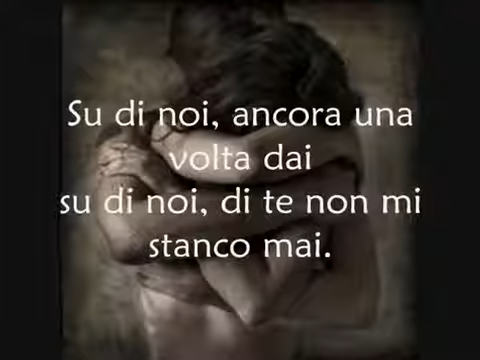 Su di noi, ancora una
volta dai
su di noi, di te non mi
stanco mai.